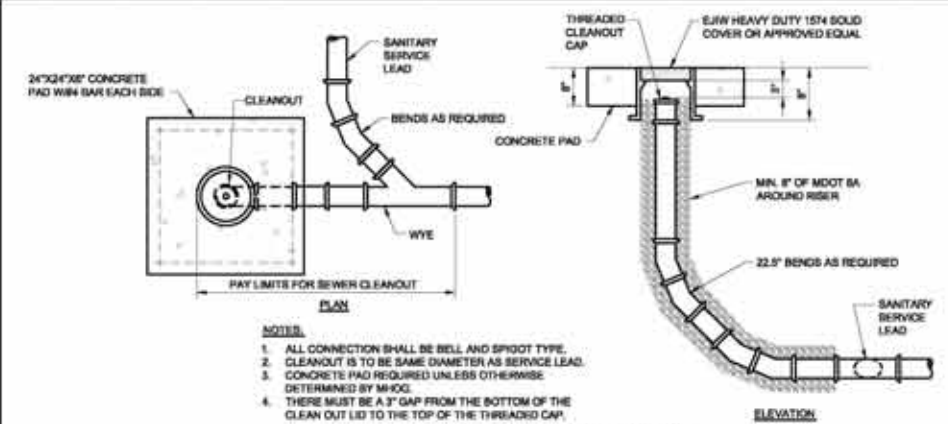 24"X24"X6" CONCRETE
PAD W/#4 BAR EACH SIDE
CLEANOUT
SANITARY
SERVICE
LEAD
BENDS AS REQUIRED
WYE
PAY LIMITS FOR SEWER CLEANOUT
PLAN
THREADED
CLEANOUT
CAP
EJIW HEAVY DUTY 1574 SOLID
COVER OR APPROVED EQUAL
3"
CONCRETE PAD
MIN. 6" OF MDOT 6A
AROUND RISER
22.5° BENDS AS REQUIRED
SANITARY
SERVICE
LEAD
ELEVATION
NOTES:
1. ALL CONNECTION SHALL BE BELL AND SPIGOT TYPE.
2. CLEANOUT IS TO BE SAME DIAMETER AS SERVICE LEAD.
3. CONCRETE PAD REQUIRED UNLESS OTHERWISE
DETERMINED BY MHOG.
4. THERE MUST BE A 3" GAP FROM THE BOTTOM OF THE
CLEAN OUT LID TO THE TOP OF THE THREADED CAP.